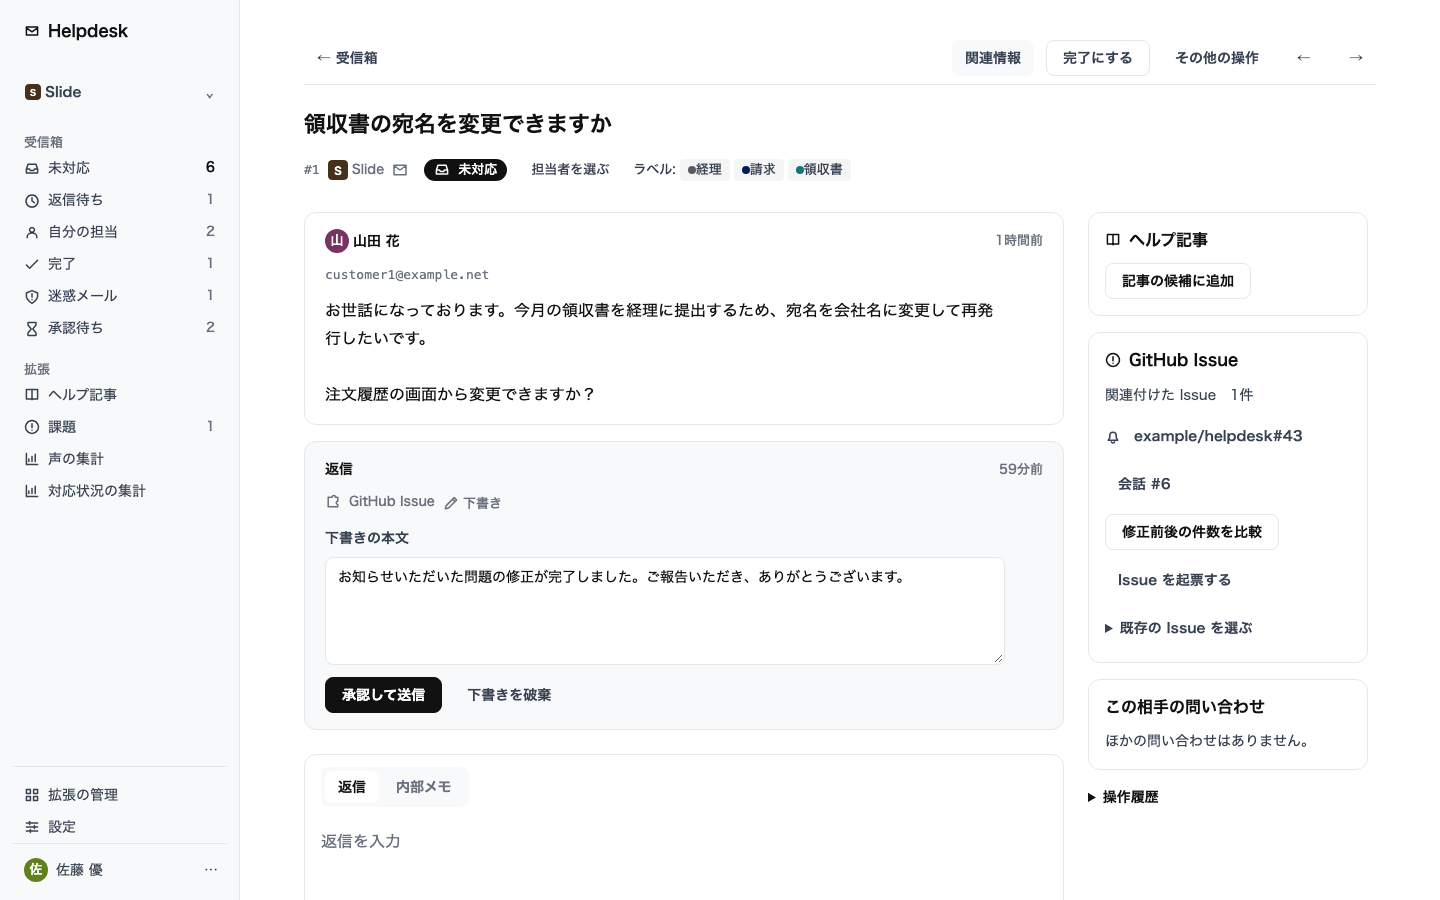 Helpdesk
S Slide
受信箱
未対応 6
返信待ち 1
自分の担当 2
完了 1
迷惑メール 1
承認待ち 2
拡張
ヘルプ記事
課題 1
声の集計
対応状況の集計
拡張の管理
設定
佐 佐藤 優 …
← 受信箱
関連情報 完了にする その他の操作 ← →
領収書の宛名を変更できますか
#1 S Slide 未対応 担当者を選ぶ ラベル: 経理 請求 領収書
山 山田 花 1時間前
customer1@example.net
お世話になっております。今月の領収書を経理に提出するため、宛名を会社名に変更して再発
行したいです。
注文履歴の画面から変更できますか？
返信 59分前
GitHub Issue 下書き
下書きの本文
お知らせいただいた問題の修正が完了しました。ご報告いただき、ありがとうございます。
承認して送信 下書きを破棄
返信 内部メモ
返信を入力
ヘルプ記事
記事の候補に追加
GitHub Issue
関連付けた Issue 1件
example/helpdesk#43
会話 #6
修正前後の件数を比較
Issue を起票する
▶ 既存の Issue を選ぶ
この相手の問い合わせ
ほかの問い合わせはありません。
▶ 操作履歴